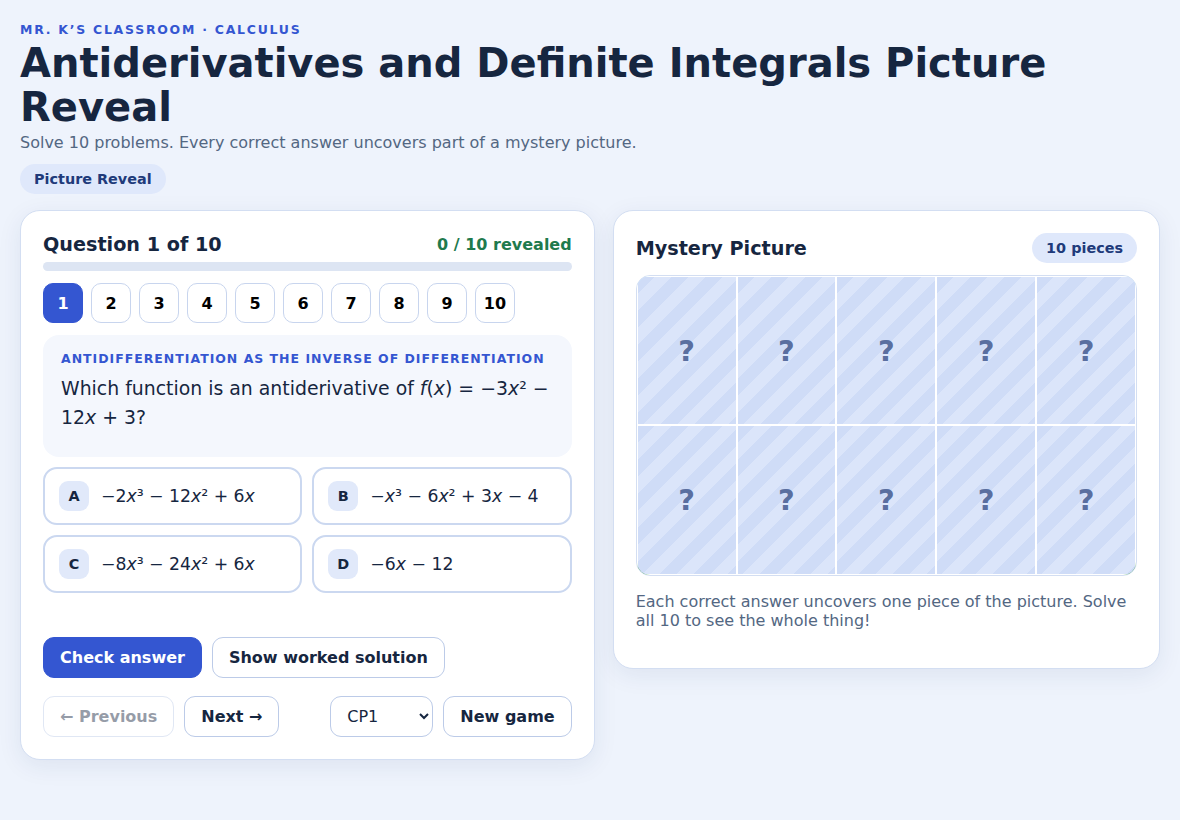 MR. K’S CLASSROOM · CALCULUS
Antiderivatives and Definite Integrals Picture
Reveal
Solve 10 problems. Every correct answer uncovers part of a mystery picture.
Picture Reveal
Question 1 of 10
0 / 10 revealed
1 2 3 4 5 6 7 8 9 10
ANTIDIFFERENTIATION AS THE INVERSE OF DIFFERENTIATION
Which function is an antiderivative of f(x) = −3x² −
12x + 3?
A −2x³ − 12x² + 6x
B −x³ − 6x² + 3x − 4
C −8x³ − 24x² + 6x
D −6x − 12
Check answer
Show worked solution
← Previous
Next →
CP1
New game
Mystery Picture
10 pieces
? ? ? ? ?
? ? ? ? ?
Each correct answer uncovers one piece of the picture. Solve
all 10 to see the whole thing!